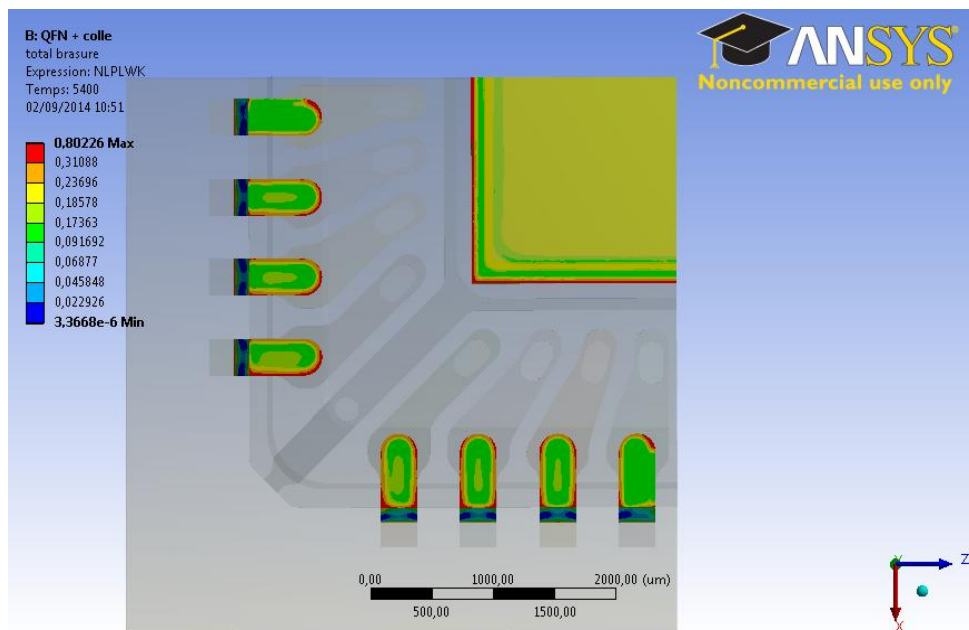 B: QFN + colle
total brasure
Expression: NLPLWK
Temps: 5400
02/09/2014 10:51
0,80226 Max
0,31088
0,23696
0,18578
0,17363
0,091692
0,06877
0,045848
0,022926
3,3668e-6 Min
ANSYS
Noncommercial use only
0,00
1000,00
2000,00 (um)
500,00
1500,00
Y
Z
X